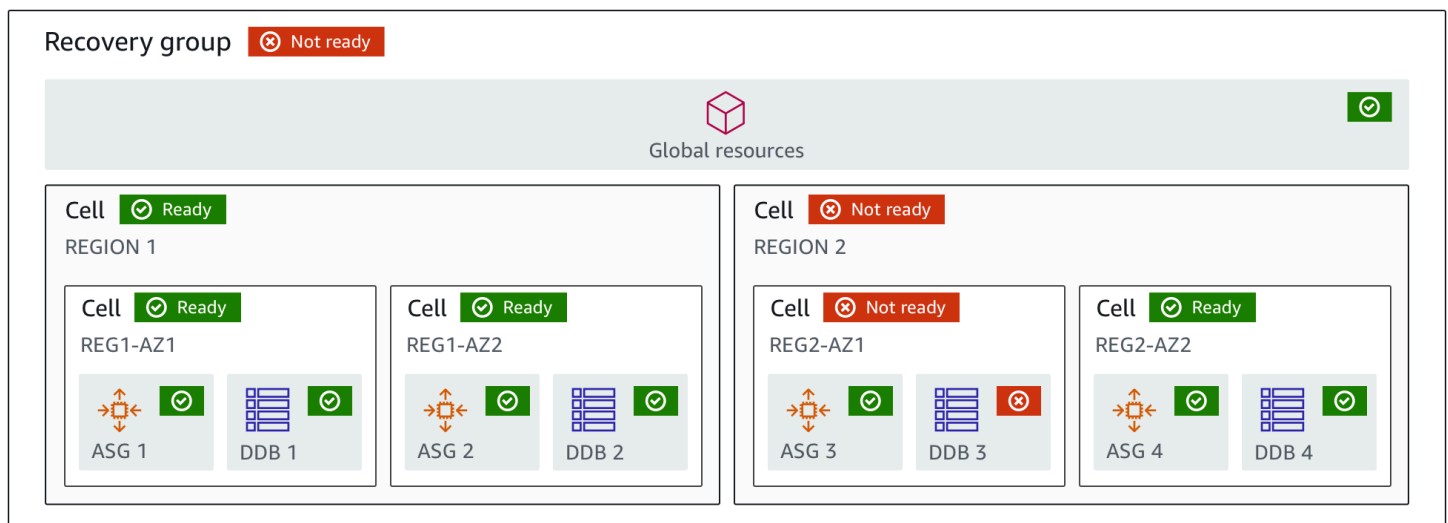 Recovery group Not ready
Global resources
Cell Ready
REGION 1
Cell Ready
REG1-AZ1
ASG 1
DDB 1
Cell Ready
REG1-AZ2
ASG 2
DDB 2
Cell Not ready
REGION 2
Cell Not ready
REG2-AZ1
ASG 3
DDB 3
Cell Ready
REG2-AZ2
ASG 4
DDB 4